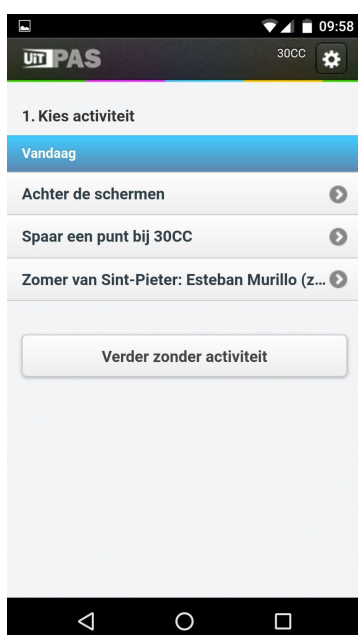 09:58
UiTPAS
30CC
1. Kies activiteit
Vandaag
Achter de schermen
Spaar een punt bij 30CC
Zomer van Sint-Pieter: Esteban Murillo (z...
Verder zonder activiteit